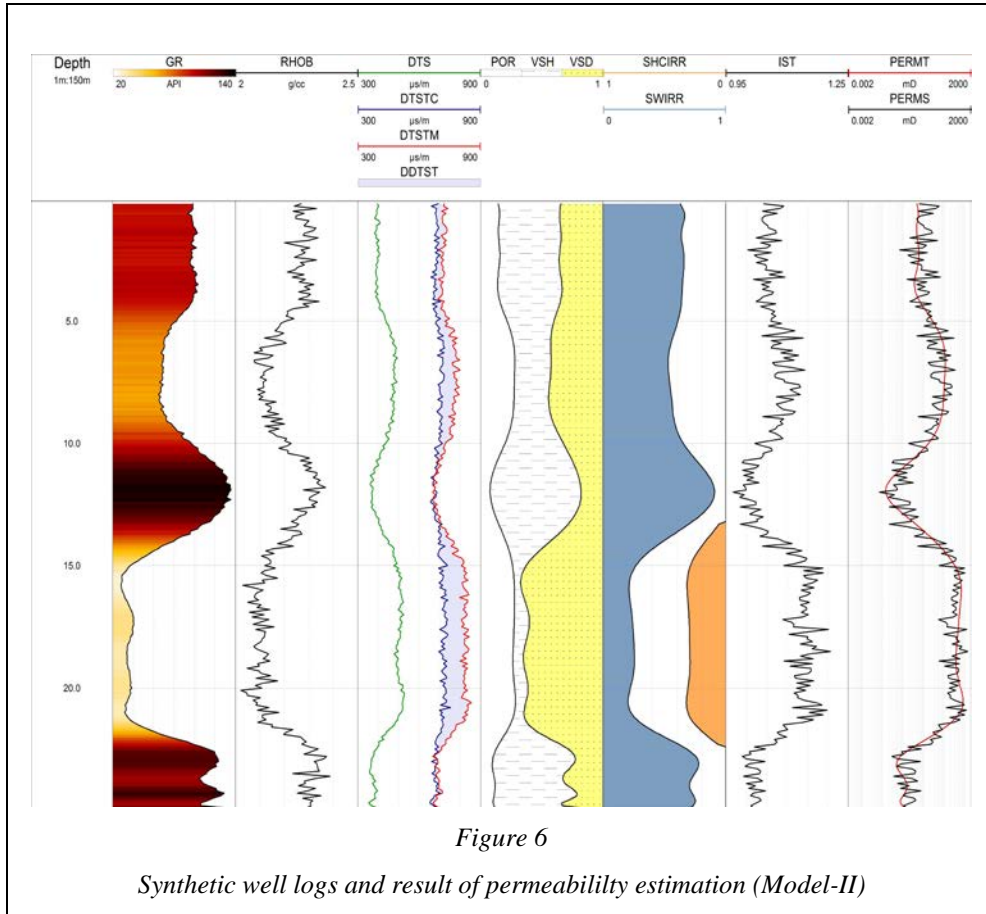 Depth GR RHOB DTS POR VSH VSD SHCIRR IST PERMT
1m:150m 20 API 140 2 g/cc 2.5 300 µs/m 900 0 1 1 0 0.95 1.25 0.002 mD 2000
DTSTC SWIRR PERMS
300 µs/m 900 0 1 0.002 mD 2000
DTSTM
300 µs/m 900
DDTST
5.0
10.0
15.0
20.0
Figure 6
Synthetic well logs and result of permeabililty estimation (Model-II)